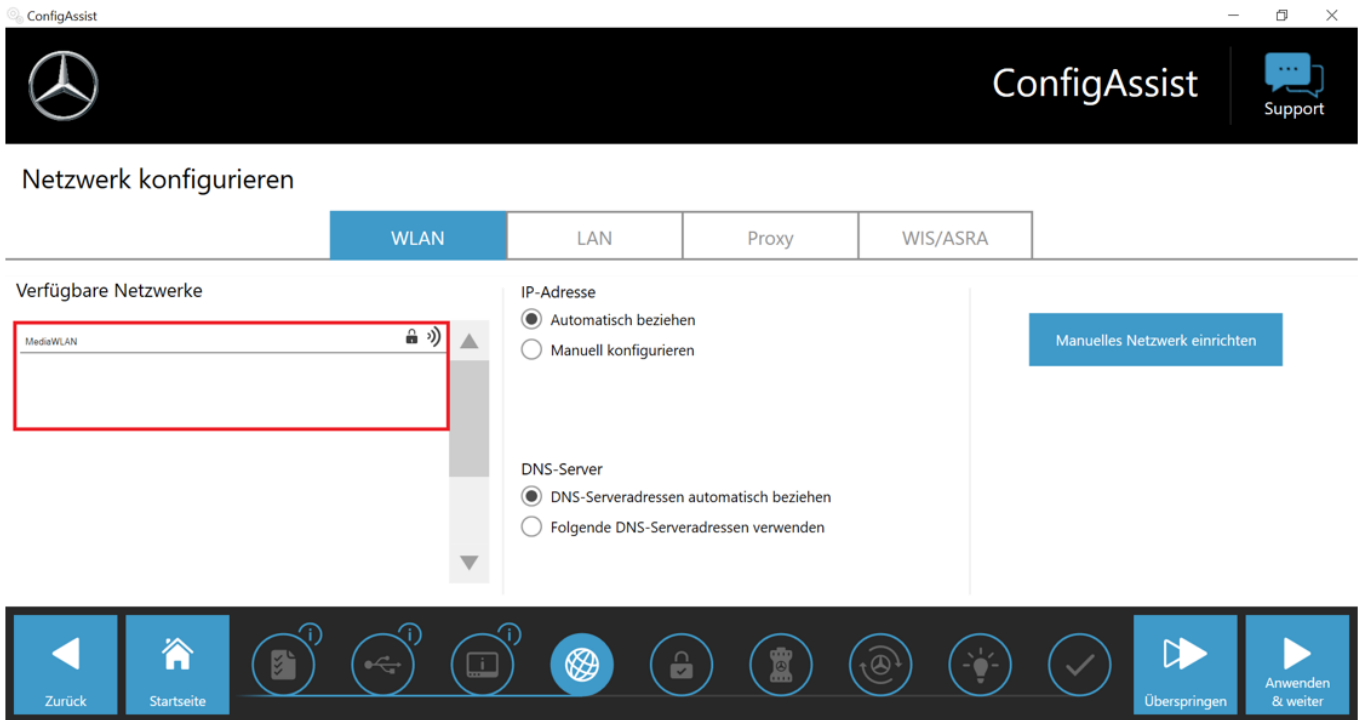 ConfigAssist
ConfigAssist
Support
Netzwerk konfigurieren
WLAN
LAN
Proxy
WIS/ASRA
Verfügbare Netzwerke
MediaWLAN
IP-Adresse
Automatisch beziehen
Manuell konfigurieren
DNS-Server
DNS-Serveradressen automatisch beziehen
Folgende DNS-Serveradressen verwenden
Manuelles Netzwerk einrichten
Zurück
Startseite
Überspringen
Anwenden
& weiter